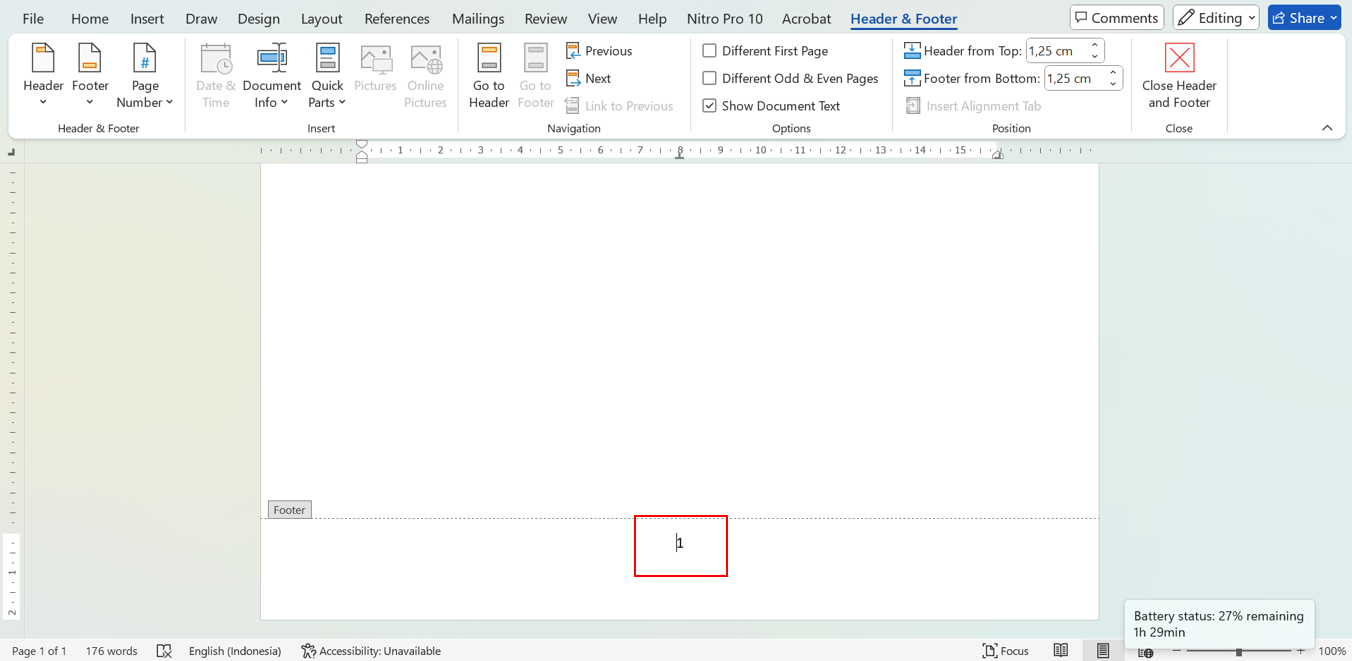 File Home Insert Draw Design Layout References Mailings Review View Help Nitro Pro 10 Acrobat Header & Footer Comments Editing Share
Header
Footer
Page
Number
Header & Footer
Date &
Time
Document
Info
Quick
Parts
Pictures
Online
Pictures
Insert
Go to
Header
Go to
Footer
Previous
Next
Link to Previous
Navigation
Different First Page
Different Odd & Even Pages
Show Document Text
Options
Header from Top: 1,25 cm
Footer from Bottom: 1,25 cm
Insert Alignment Tab
Position
Close Header
and Footer
Close
1 2 3 4 5 6 7 8 9 10 11 12 13 14 15
Footer
1
1
2
Battery status: 27% remaining
1h 29min
Page 1 of 1 176 words English (Indonesia) Accessibility: Unavailable Focus 100%